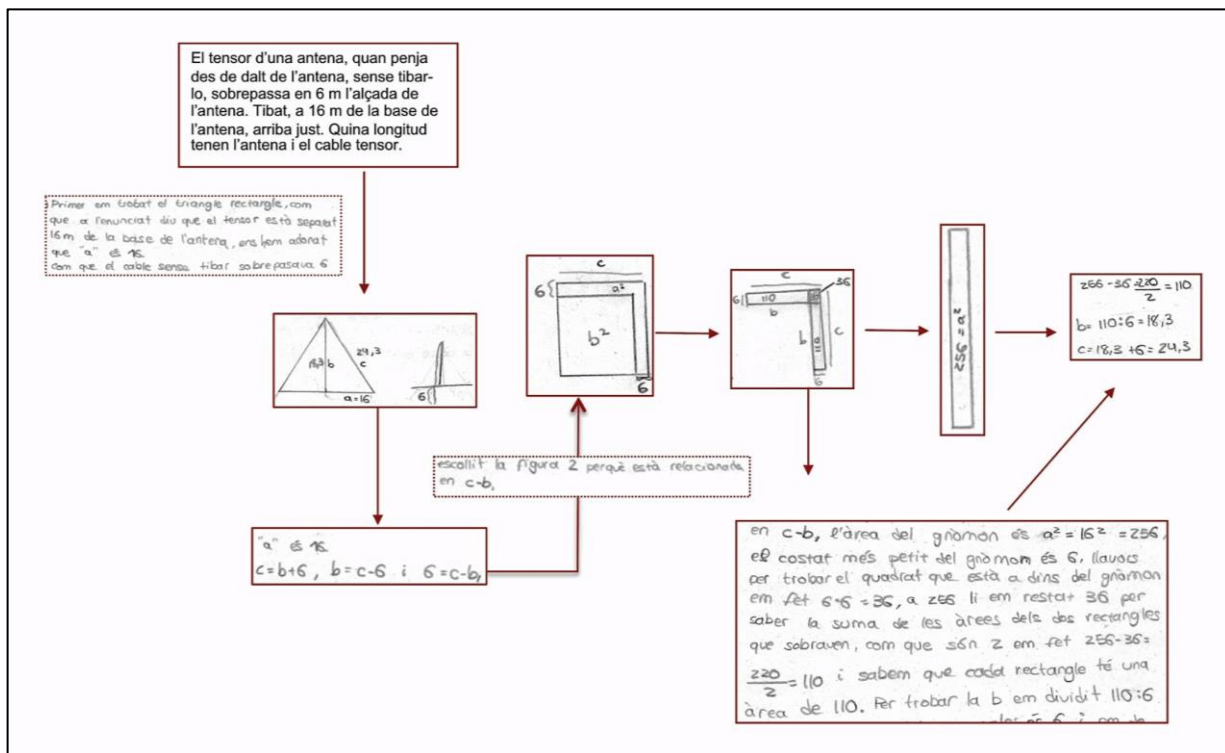 El tensor d'una antena, quan penja
des de dalt de l'antena, sense tibar-
lo, sobrepassa en 6 m l'alçada de
l'antena. Tibat, a 16 m de la base de
l'antena, arriba just. Quina longitud
tenen l'antena i el cable tensor.
Primer em trobat el triangle rectangle, com
que a l'enunciat diu que el tensor està separat
16m de la base de l'antena, ens hem adonat
que "a" és 16.
com que el cable sense tibar sobrepasava 6
18,3 b
24,3
c
a=16
6
"a" és 16
c=b+6, b=c-6 i 6=c-b,
escollit la figura 2 perquè està relacionada
en c-b,
c
6 a²
b²
6
c
36
6 110
b
b 110 c
6
256 = a²
256 - 36 = 220/2 = 110
b= 110:6 = 18,3
c= 18,3 +6 = 24,3
en c-b, l'àrea del gnòmon és a² = 16² = 256,
el costat més petit del gnòmon és 6, llavors
per trobar el quadrat que està a dins del gnòmon
em fet 6·6 = 36, a 256 li em restat 36 per
saber la suma de les àrees dels dos rectangles
que sobraven, com que són 2 em fet 256-36=
220/2 = 110 i sabem que cada rectangle té una
àrea de 110. Per trobar la b em dividit 110:6